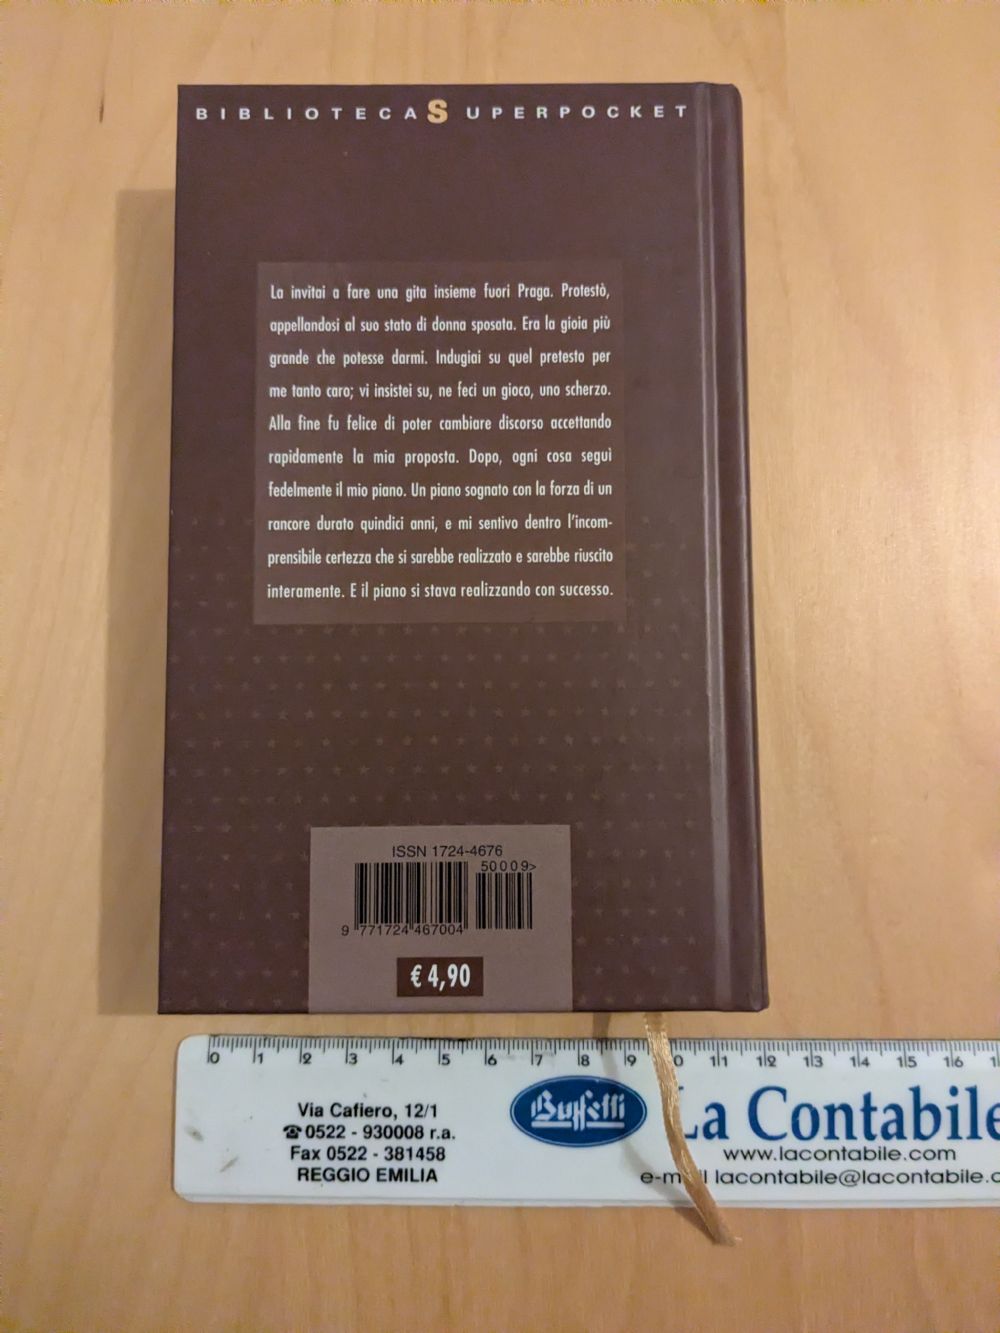 BIBLIOTECA SUPERPOCKET
La invitai a fare una gita insieme fuori Praga. Protestò,
appellandosi al suo stato di donna sposata. Era la gioia più
grande che potesse darmi. Indugiai su quel pretesto per
me tanto caro; vi insistei su, ne feci un gioco, uno scherzo.
Alla fine fu felice di poter cambiare discorso accettando
rapidamente la mia proposta. Dopo, ogni cosa seguì
fedelmente il mio piano. Un piano sognato con la forza di un
rancore durato quindici anni, e mi sentivo dentro l'incom-
prensibile certezza che si sarebbe realizzato e sarebbe riuscito
interamente. E il piano si stava realizzando con successo.
ISSN 1724-4676
50009>
9 771724 467004
€ 4,90
0 1 2 3 4 5 6 7 8 9 0 11 12 13 14 15 16
Via Cafiero, 12/1
☎0522 - 930008 r.a.
Fax 0522 - 381458
REGGIO EMILIA
Buffetti
La Contabile
www.lacontabile.com
lacontabile@lacontabile.c